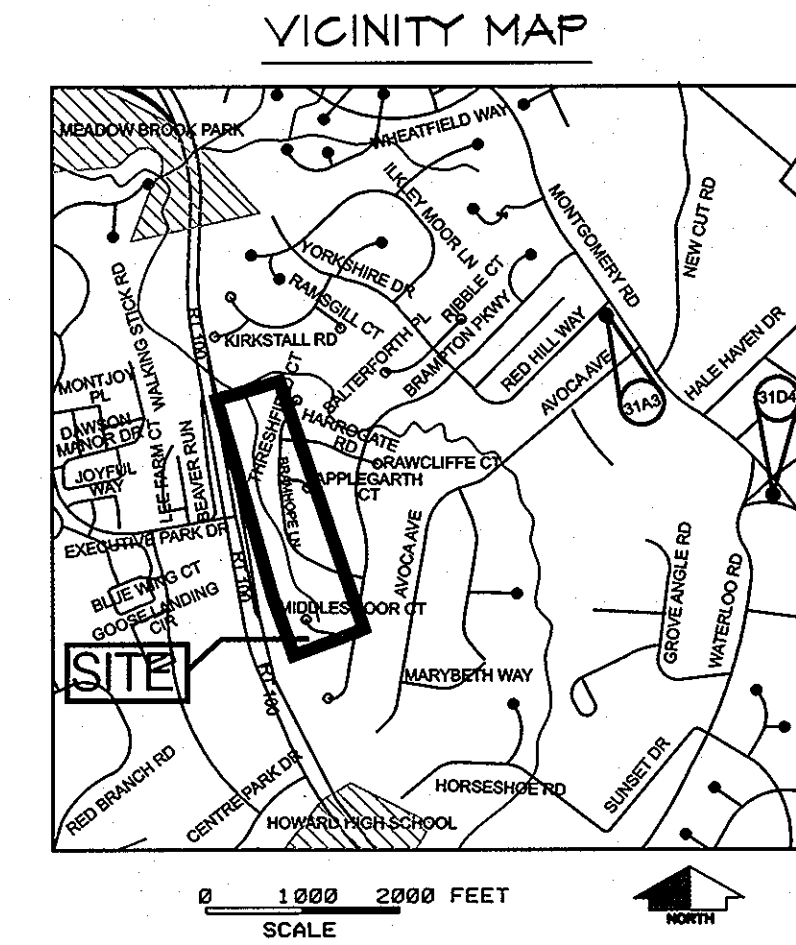 VICINITY MAP
MEADOW BROOK PARK
WHEATFIELD WAY
ILKLEY MOOR LN
MONTGOMERY RD
NEW CUT RD
YORKSHIRE DR
RIBBLE CT
RAMSGILL CT
WALKING STICK RD
RT 100
KIRKSTALL RD
SALTERFORTH PL
BRAMPTON PKWY
RED HILL WAY
AVOCA AVE
HALE HAVEN DR
31A3
31D4
MONTJOY
PL
DAWSON
MANOR DR
JOYFUL
WAY
LEE FARM CT
BEAVER RUN
THRESHFIELD CT
HARROGATE
RD
RAWCLIFFE CT
APPLEGARTH
CT
BRAMHOPE LN
EXECUTIVE PARK DR
RT 100
AVOCA AVE
BLUE WING CT
GOOSE LANDING
CIR
MIDDLESMOOR CT
GROVE ANGLE RD
WATERLOO RD
SITE
MARYBETH WAY
RT 100
RED BRANCH RD
CENTRE PARK DR
HORSESHOE RD
SUNSET DR
HOWARD HIGH SCHOOL
0 1000 2000 FEET
SCALE
NORTH